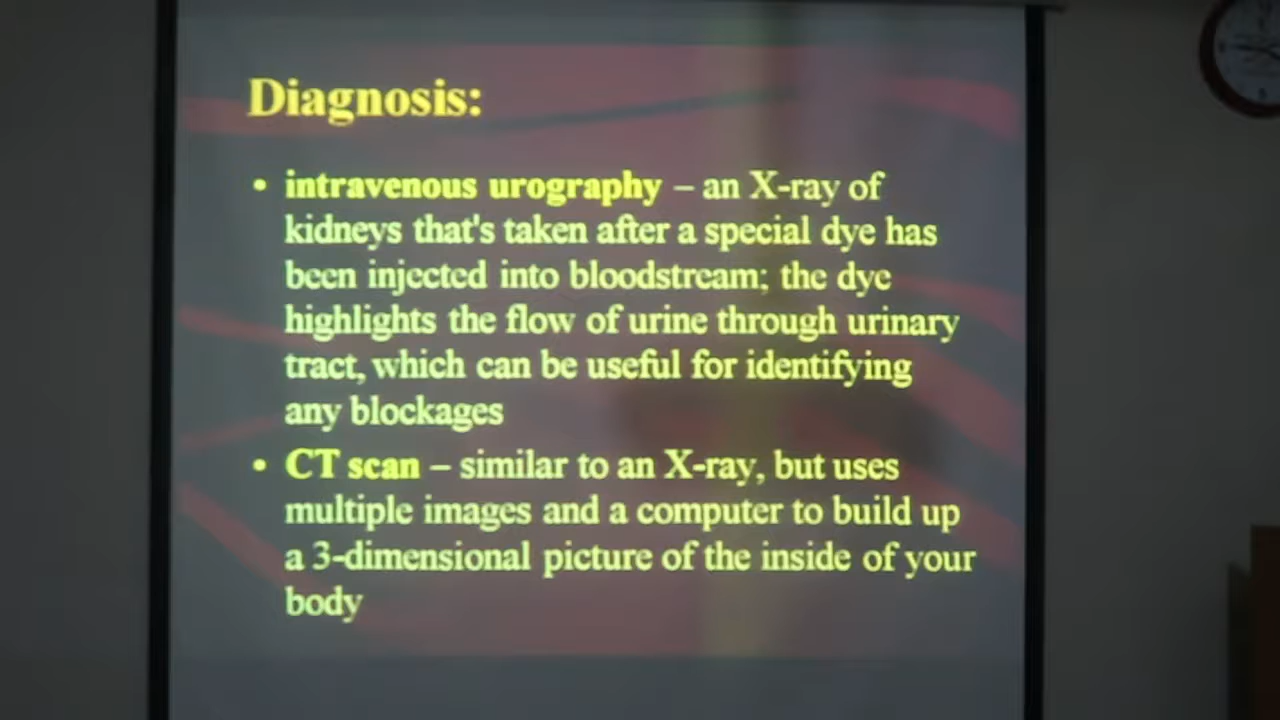 Diagnosis:
• intravenous urography – an X-ray of
kidneys that's taken after a special dye has
been injected into bloodstream; the dye
highlights the flow of urine through urinary
tract, which can be useful for identifying
any blockages
• CT scan – similar to an X-ray, but uses
multiple images and a computer to build up
a 3-dimensional picture of the inside of your
body